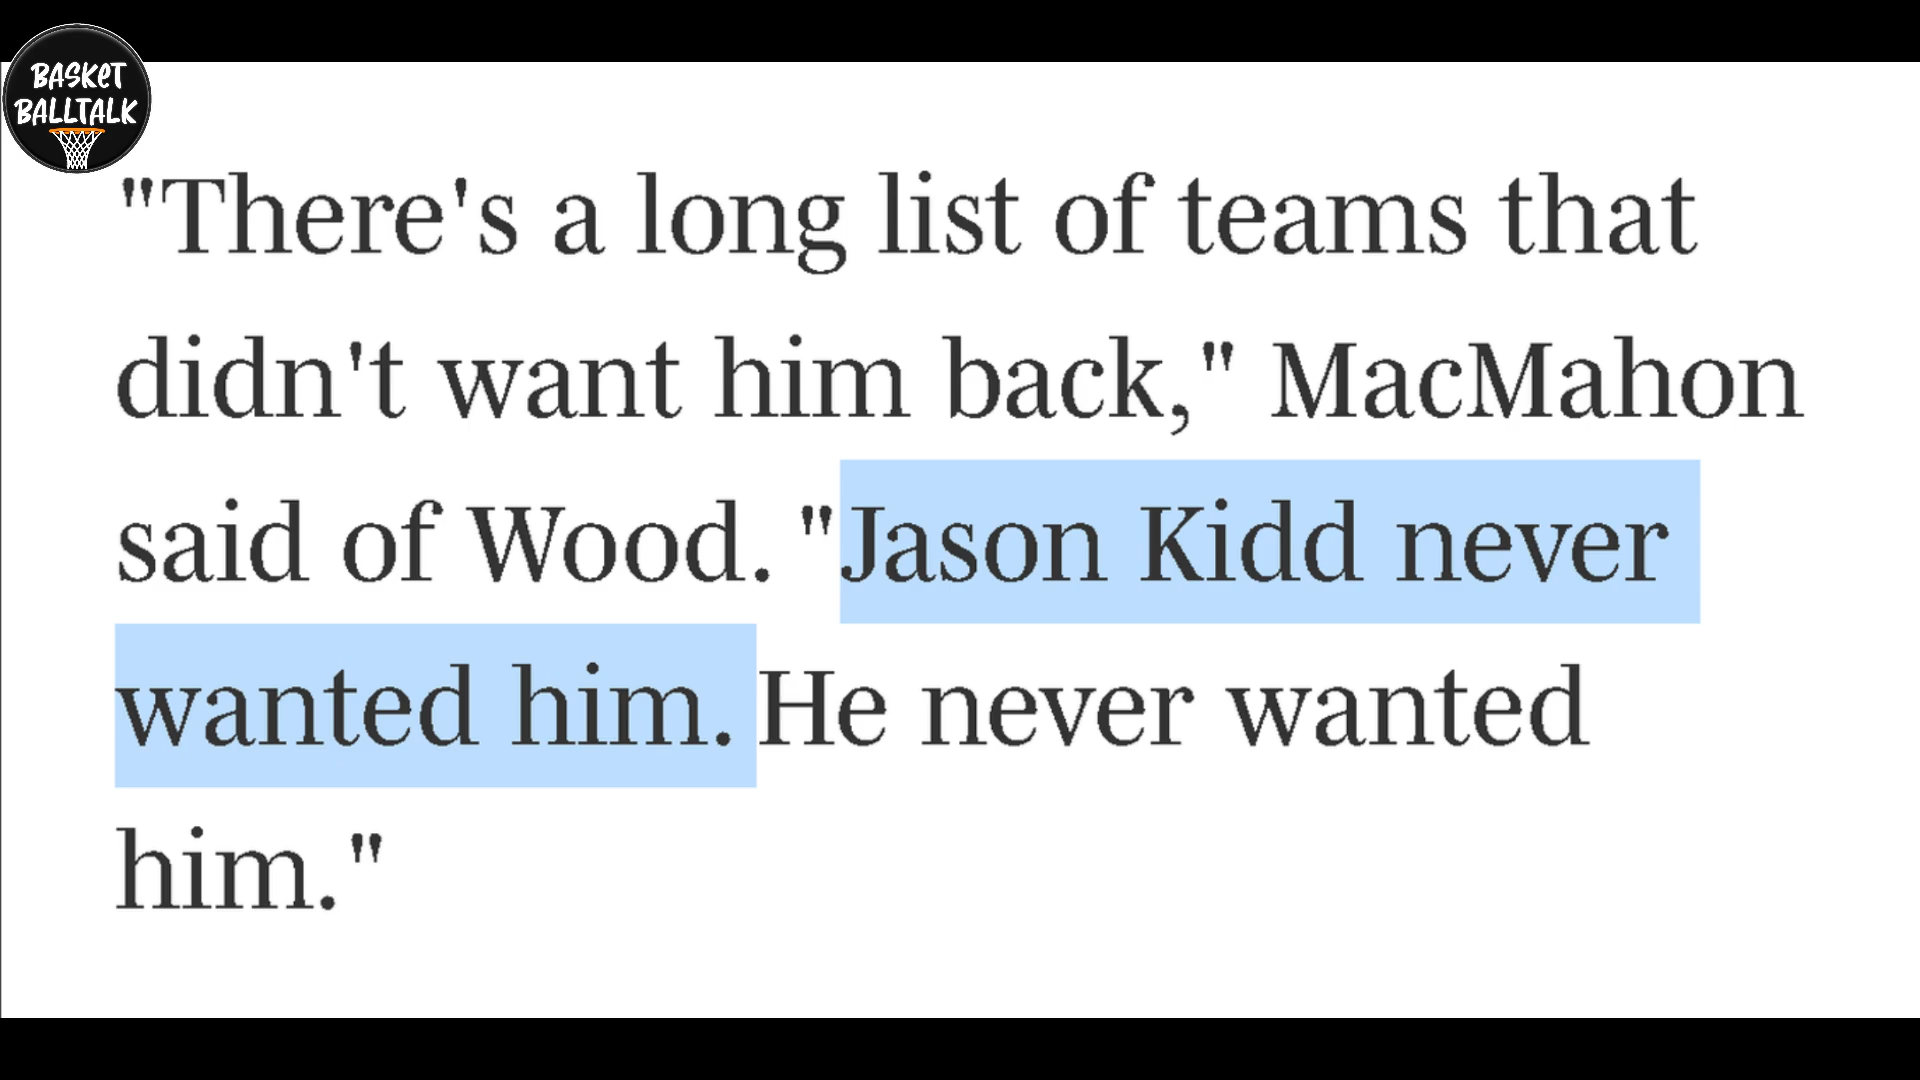 BASKET
BALLTALK
"There's a long list of teams that
didn't want him back," MacMahon
said of Wood. "Jason Kidd never
wanted him. He never wanted
him."